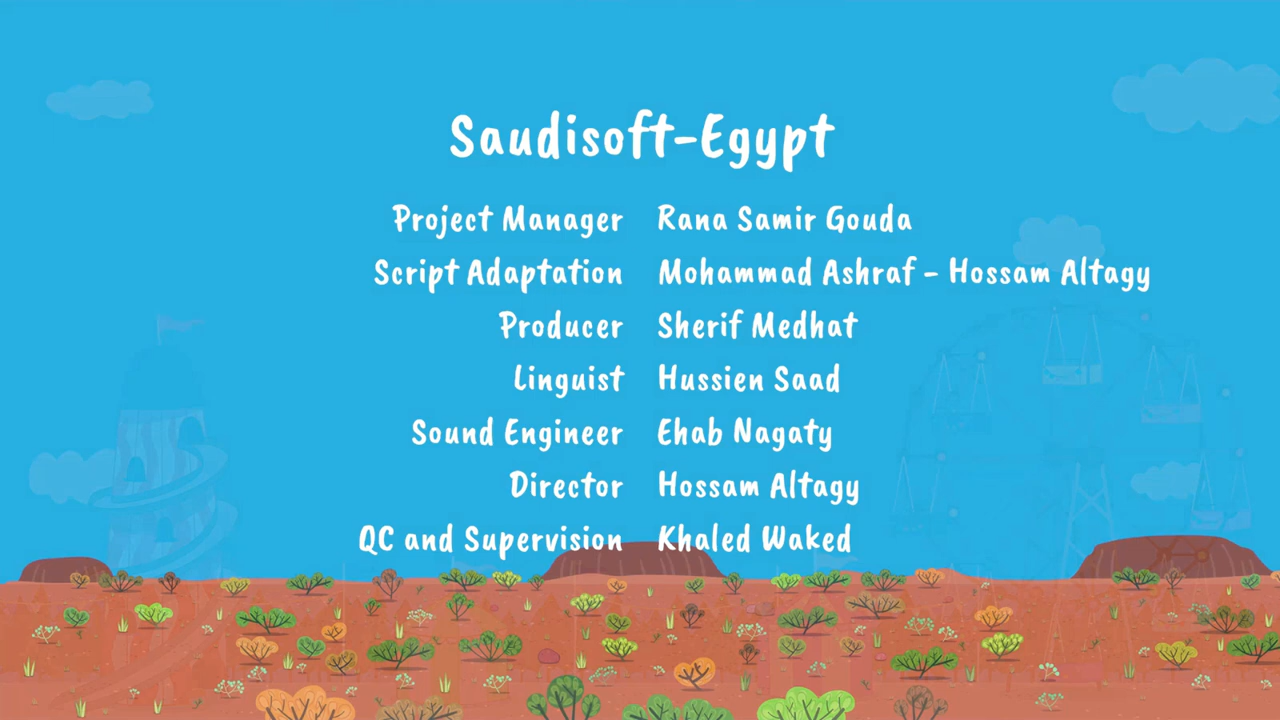 Saudisoft-Egypt
Project Manager Rana Samir Gouda
Script Adaptation Mohammad Ashraf - Hossam Altagy
Producer Sherif Medhat
Linguist Hussien Saad
Sound Engineer Ehab Nagaty
Director Hossam Altagy
QC and Supervision Khaled Waked